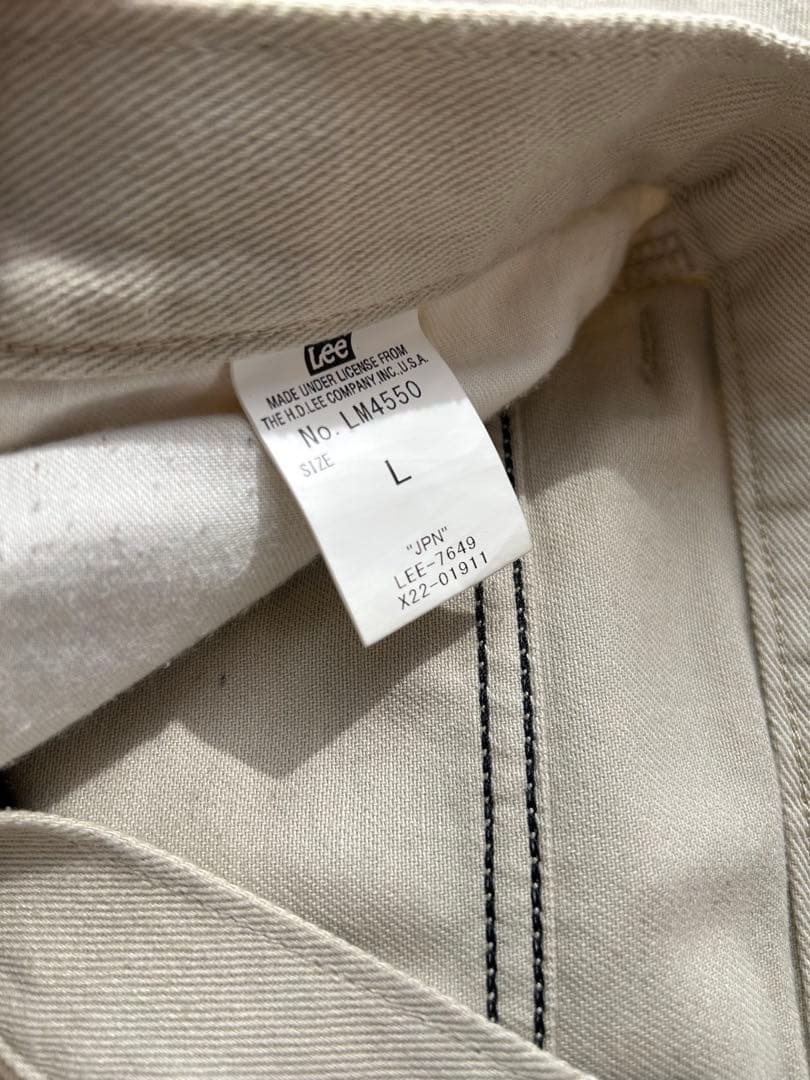 Lee
MADE UNDER LICENSE FROM
THE H.D.LEE COMPANY,INC.,U.S.A.
No. LM4550
SIZE
L
"JPN"
LEE-7649
X22-01911